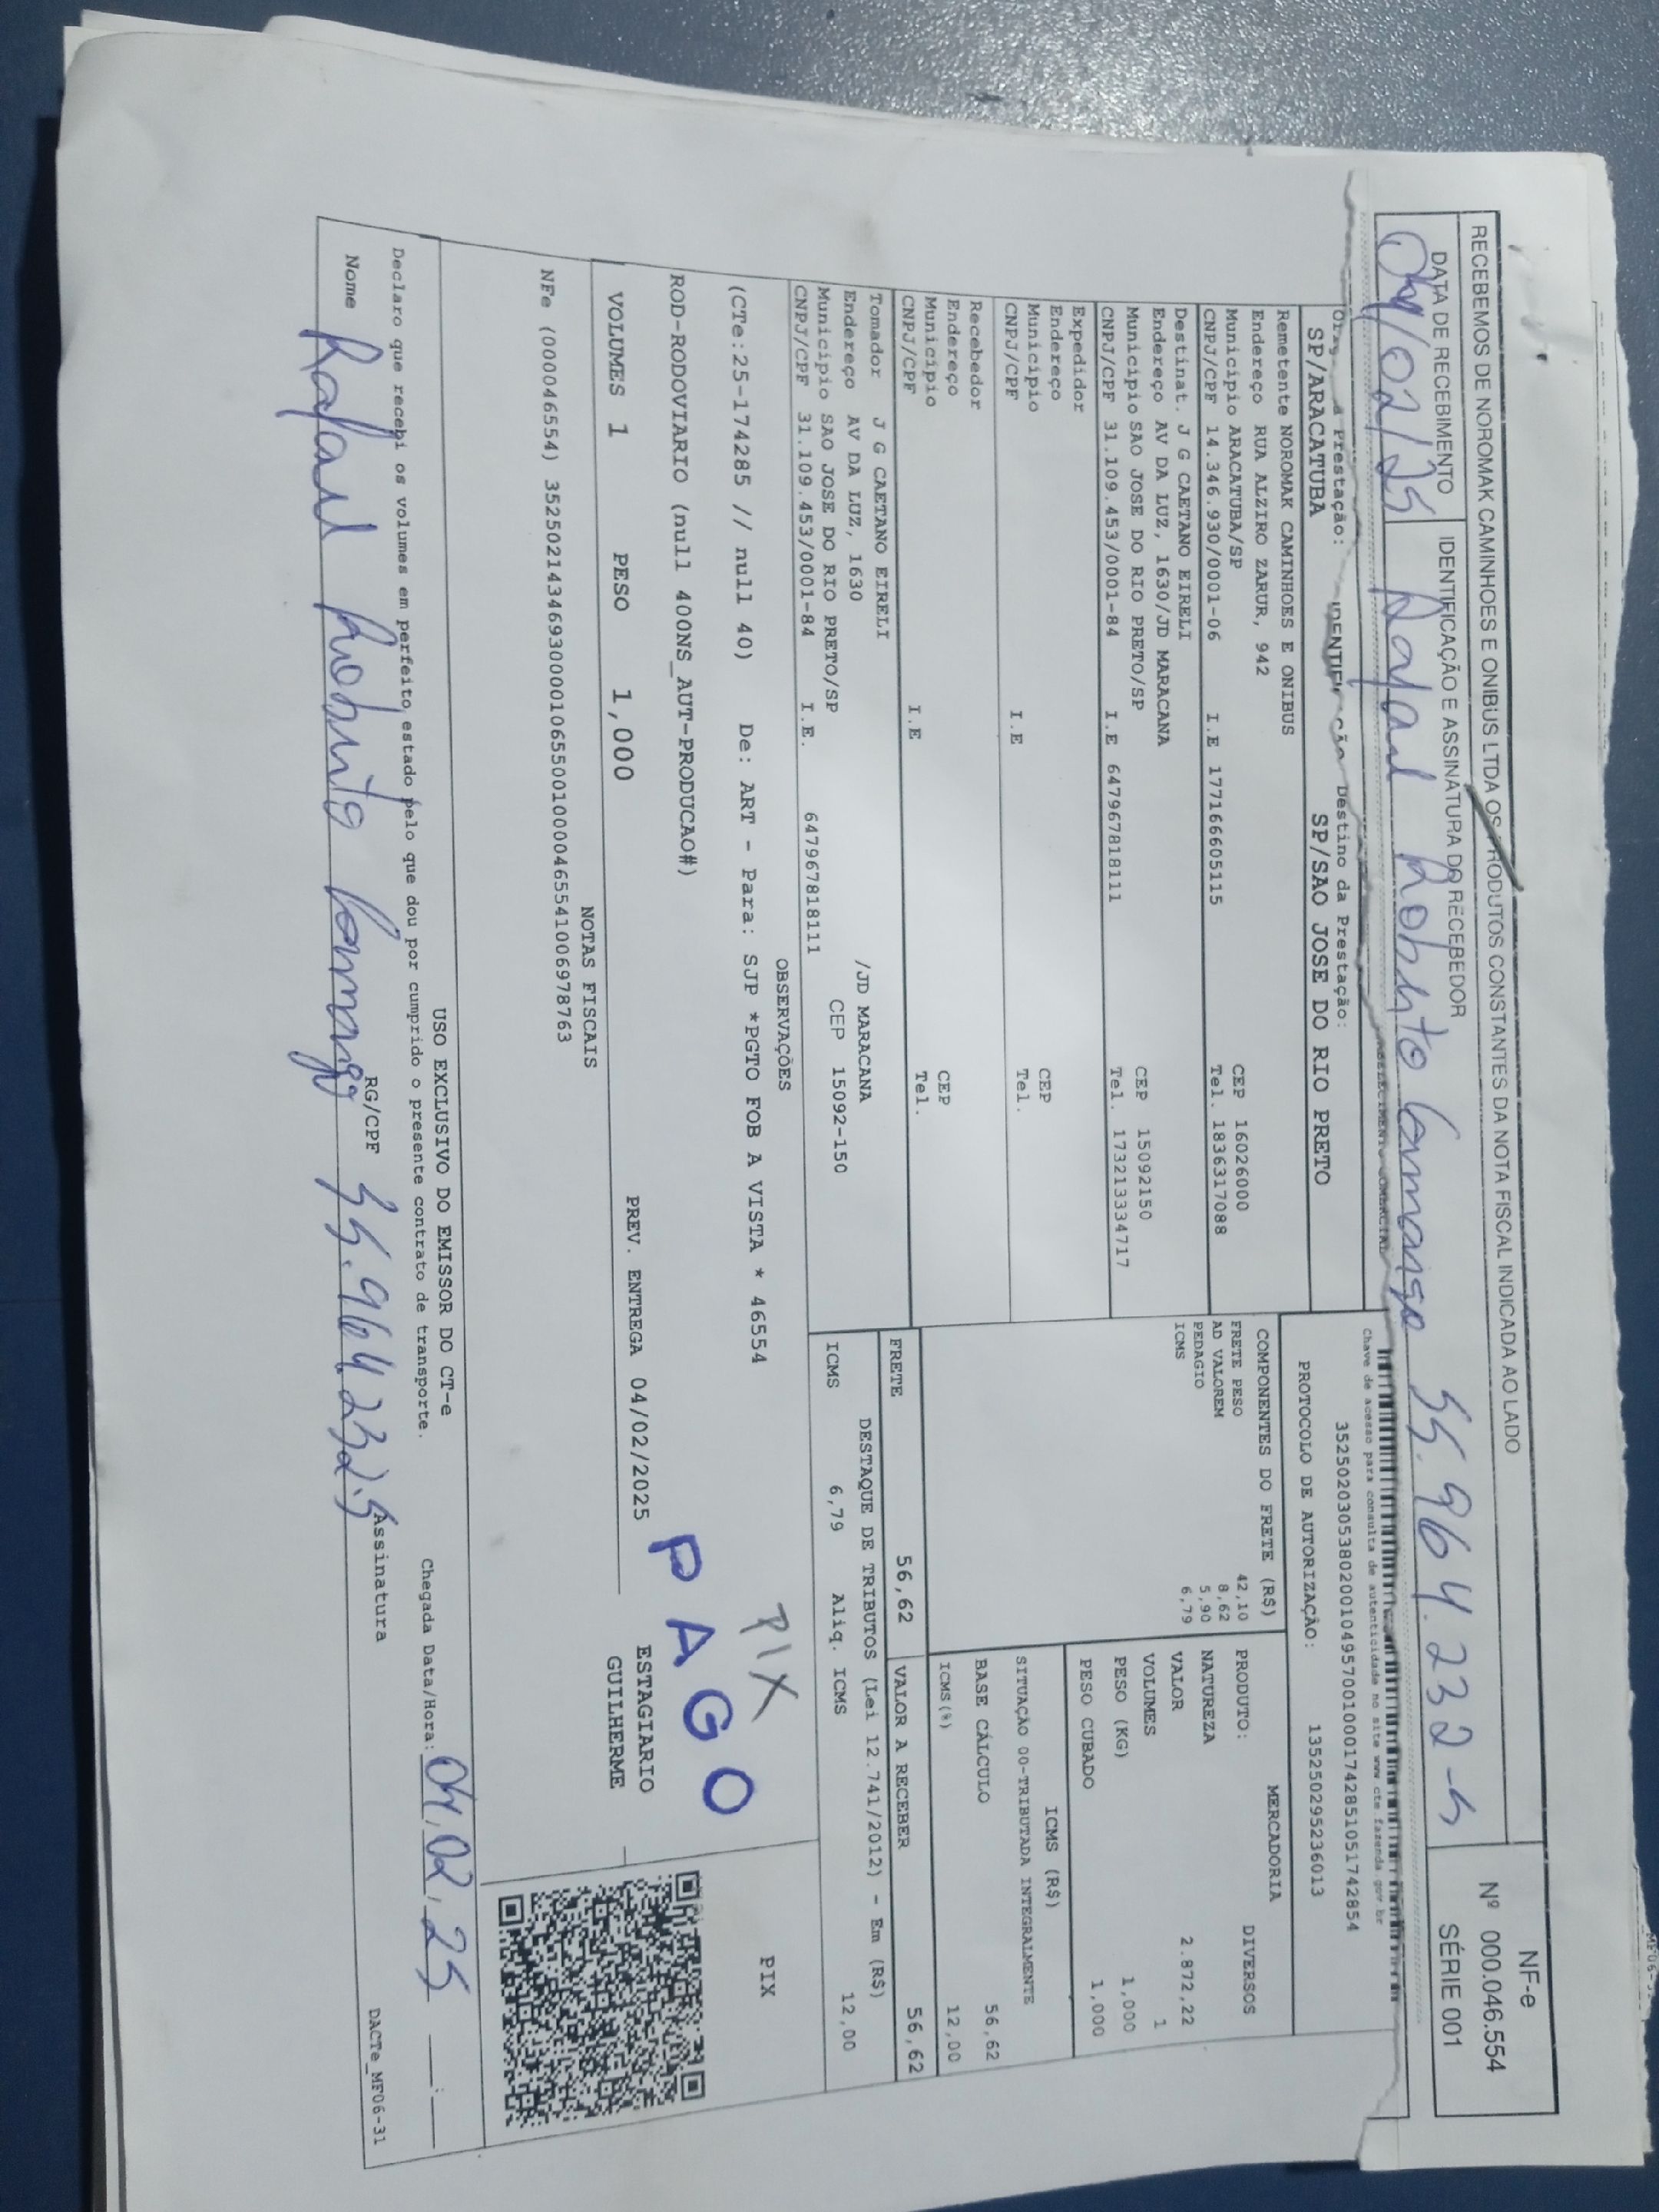 RECEBEMOS DE NOROMAK CAMINHOES E ONIBUS LTDA OS PRODUTOS CONSTANTES DA NOTA FISCAL INDICADA AO LADO
DATA DE RECEBIMENTO
IDENTIFICAÇÃO E ASSINATURA DO RECEBEDOR
04/02/25 Rafael Roberto Camargo 35.964.232-5
NF-e
Nº 000.046.554
SÉRIE 001
Prestação:
SP/ARACATUBA
Destino da Prestação:
SP/SAO JOSE DO RIO PRETO
Chave de acesso para consulta de autenticidade no site www cte fazenda gov br
35250203053802001049570010001742851051742854
PROTOCOLO DE AUTORIZAÇÃO: 135250295236013
Remetente NOROMAK CAMINHOES E ONIBUS
Endereço RUA ALZIRO ZARUR, 942
Municipio ARACATUBA/SP CEP 16026000
CNPJ/CPF 14.346.930/0001-06 I.E 177166605115 Tel. 1836317088
Destinat. J G CAETANO EIRELI
Endereço AV DA LUZ, 1630/JD MARACANA
Municipio SAO JOSE DO RIO PRETO/SP CEP 15092150
CNPJ/CPF 31.109.453/0001-84 I.E 647967818111 Tel. 173213334717
Expedidor
Endereço
Municipio CEP
CNPJ/CPF I.E Tel.
Recebedor
Endereço
Municipio CEP
CNPJ/CPF I.E Tel.
Tomador J G CAETANO EIRELI
Endereço AV DA LUZ, 1630 /JD MARACANA
Municipio SAO JOSE DO RIO PRETO/SP CEP 15092-150
CNPJ/CPF 31.109.453/0001-84 I.E. 647967818111
COMPONENTES DO FRETE (R$)
FRETE PESO 42,10
AD VALOREM 8,62
PEDAGIO 5,90
ICMS 6,79
MERCADORIA
PRODUTO: DIVERSOS
NATUREZA
VALOR 2.872,22
VOLUMES 1
PESO (KG) 1,000
PESO CUBADO 1,000
ICMS (R$)
SITUAÇÃO 00-TRIBUTADA INTEGRALMENTE
BASE CÁLCULO 56,62
ICMS(%) 12,00
FRETE 56,62 VALOR A RECEBER 56,62
DESTAQUE DE TRIBUTOS (Lei 12.741/2012) - Em (R$)
ICMS 6,79 Aliq. ICMS 12,00
OBSERVAÇÕES
(CTe:25-174285 // null 40) De: ART - Para: SJP *PGTO FOB A VISTA * 46554
PIX
PIX
ROD-RODOVIARIO (null 400NS_AUT-PRODUCAO#)
PAGO
VOLUMES 1 PESO 1,000 PREV. ENTREGA 04/02/2025
ESTAGIARIO
GUILHERME
NOTAS FISCAIS
NFe (000046554) 35250214346930000106550010000465541006978763
USO EXCLUSIVO DO EMISSOR DO CT-e
Declaro que recebi os volumes em perfeito estado pelo que dou por cumprido o presente contrato de transporte.
Chegada Data/Hora: 04,02,25 __:__
Nome Rafael Roberto Camargo RG/CPF 35.964.232.5 Assinatura
DACTe_MF06-31